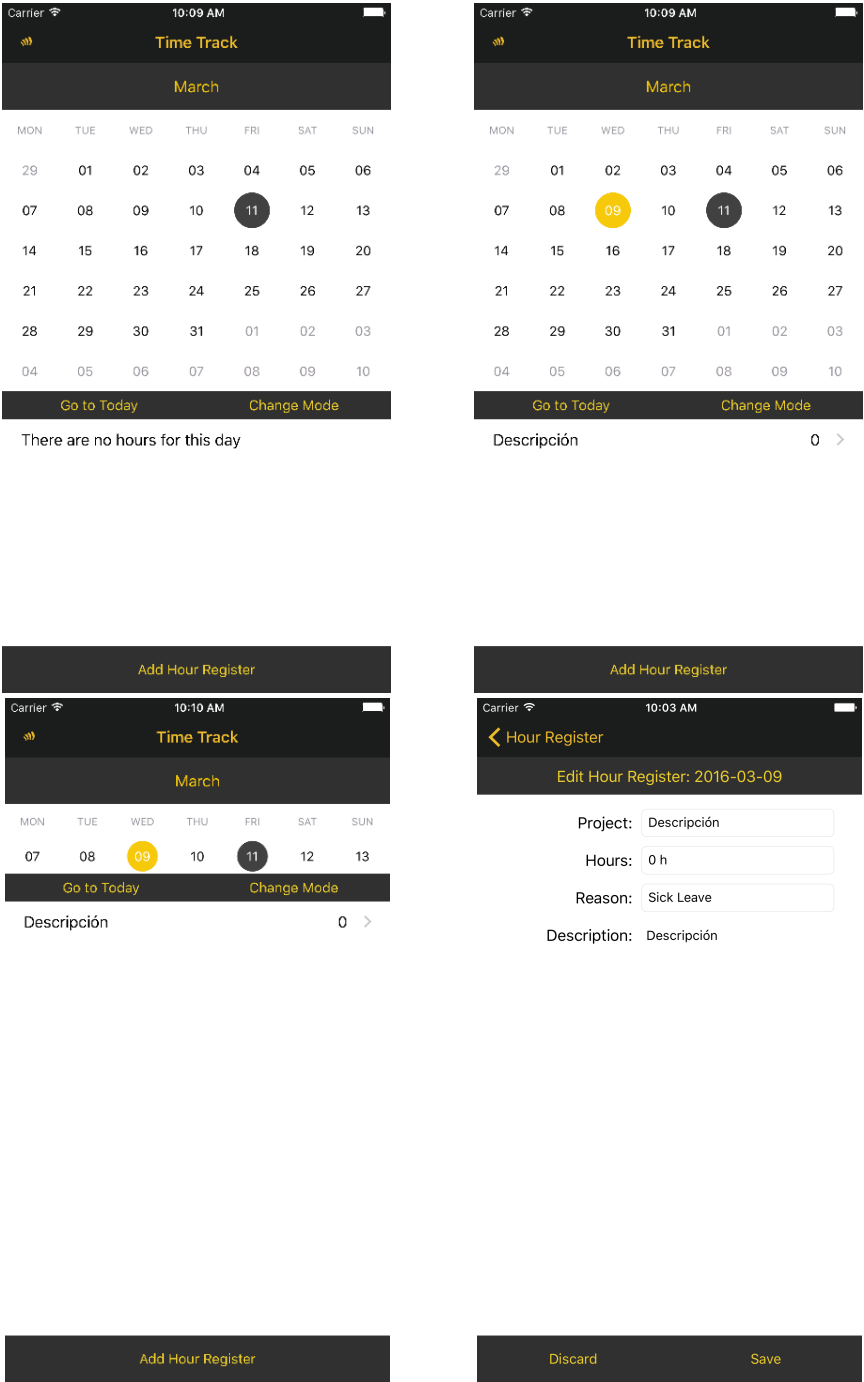 Carrier 10:09 AM
Time Track
March
MON TUE WED THU FRI SAT SUN
29 01 02 03 04 05 06
07 08 09 10 11 12 13
14 15 16 17 18 19 20
21 22 23 24 25 26 27
28 29 30 31 01 02 03
04 05 06 07 08 09 10
Go to Today Change Mode
There are no hours for this day
Add Hour Register
Carrier 10:09 AM
Time Track
March
MON TUE WED THU FRI SAT SUN
29 01 02 03 04 05 06
07 08 09 10 11 12 13
14 15 16 17 18 19 20
21 22 23 24 25 26 27
28 29 30 31 01 02 03
04 05 06 07 08 09 10
Go to Today Change Mode
Descripción 0
Add Hour Register
Carrier 10:10 AM
Time Track
March
MON TUE WED THU FRI SAT SUN
07 08 09 10 11 12 13
Go to Today Change Mode
Descripción 0
Add Hour Register
Carrier 10:03 AM
Hour Register
Edit Hour Register: 2016-03-09
Project: Descripción
Hours: 0 h
Reason: Sick Leave
Description: Descripción
Discard Save